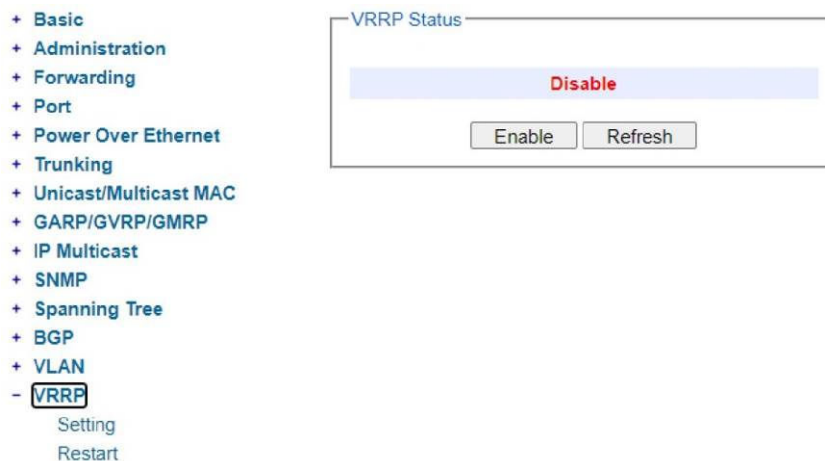 + Basic
+ Administration
+ Forwarding
+ Port
+ Power Over Ethernet
+ Trunking
+ Unicast/Multicast MAC
+ GARP/GVRP/GMRP
+ IP Multicast
+ SNMP
+ Spanning Tree
+ BGP
+ VLAN
- VRRP
Setting
Restart
VRRP Status
Disable
Enable Refresh